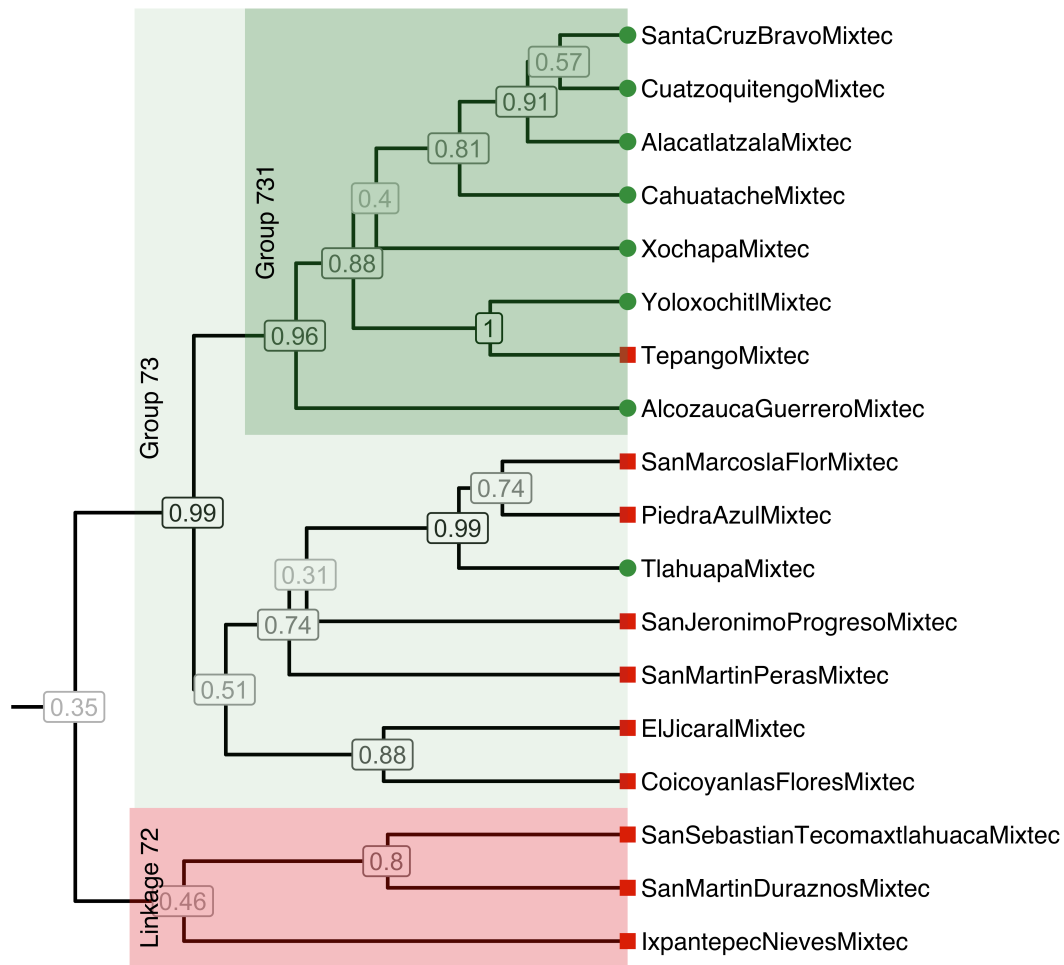 SantaCruzBravoMixtec
0.57
CuatzoquitengoMixtec
0.91
AlacatlatzalaMixtec
0.81
CahuatacheMixtec
0.4
Group 731
XochapaMixtec
0.88
YoloxochitlMixtec
1
0.96
TepangoMixtec
Group 73
AlcozaucaGuerreroMixtec
SanMarcoslaFlorMixtec
0.74
0.99
PiedraAzulMixtec
0.99
TlahuapaMixtec
0.31
0.74
SanJeronimoProgresoMixtec
SanMartinPerasMixtec
0.51
0.35
ElJicaralMixtec
0.88
CoicoyanlasFloresMixtec
SanSebastianTecomaxtlahuacaMixtec
0.8
Linkage 72
SanMartinDuraznosMixtec
0.46
IxpantepecNievesMixtec